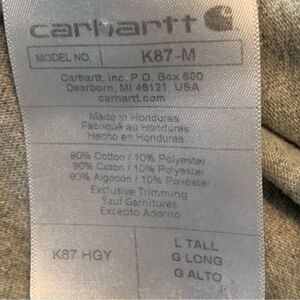 carhartt
MODEL NO. K87-M
Carhartt, Inc. P.O. Box 600
Dearborn, MI 48121 USA
carhartt.com
Made in Honduras
Fabriqué au Honduras
Hecho en Honduras
90% Cotton / 10% Polyester
90% Coton / 10% Polyester
90% Algodon / 10% Poliéster
Exclusive Trimming
Sauf Garnitures
Excepto Adorno
K87 HGY
L TALL
G LONG
G ALTO